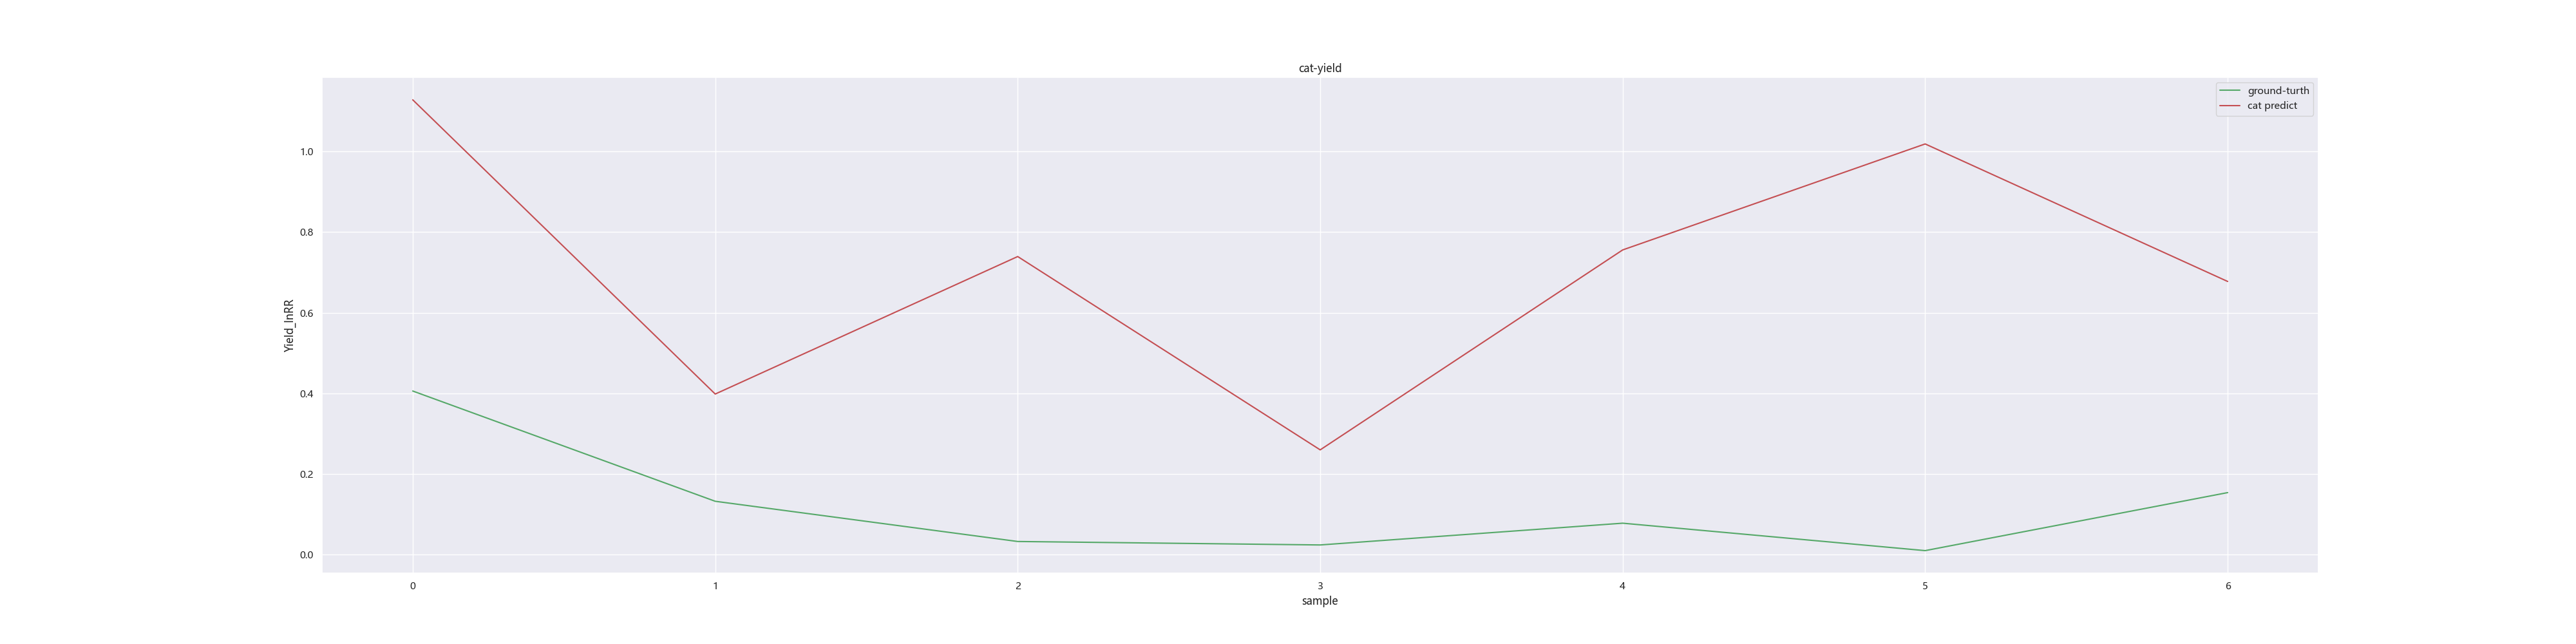 cat-yield
ground-turth
cat predict
1.0
0.8
0.6
0.4
0.2
0.0
Yield_lnRR
0 1 2 3 4 5 6
sample